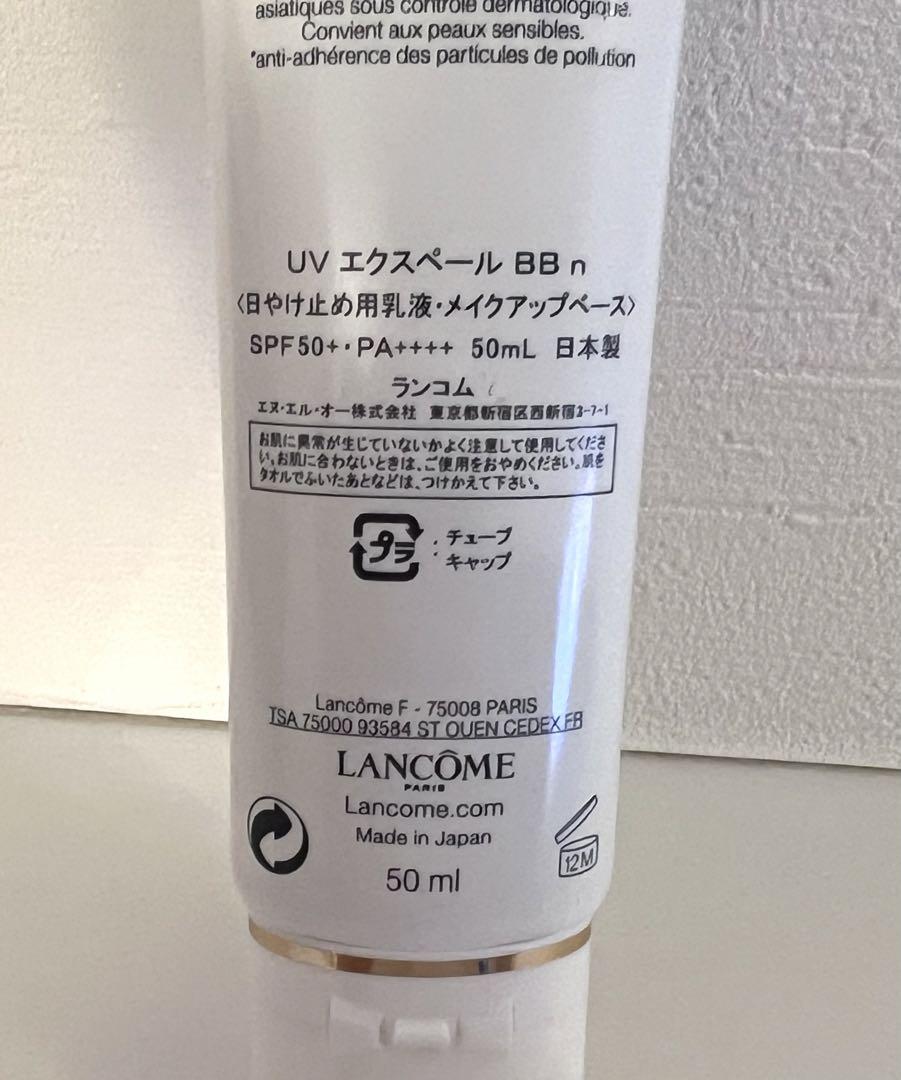 asiatiques sous contrôle dermatologique.
Convient aux peaux sensibles.
*anti-adhérence des particules de pollution
UV エクスペール BB n
〈日やけ止め用乳液・メイクアップベース〉
SPF50+・PA++++ 50mL 日本製
ランコム
エヌ・エル・オー株式会社 東京都新宿区西新宿3-7-1
お肌に異常が生じていないかよく注意して使用してくださ
い。お肌に合わないときは、ご使用をおやめください。肌を
タオルでふいたあとなどは、つけかえて下さい。
プラ : チューブ
: キャップ
Lancôme F - 75008 PARIS
TSA 75000 93584 ST OUEN CEDEX FR
LANCÔME
PARIS
Lancome.com
Made in Japan
12M
50 ml